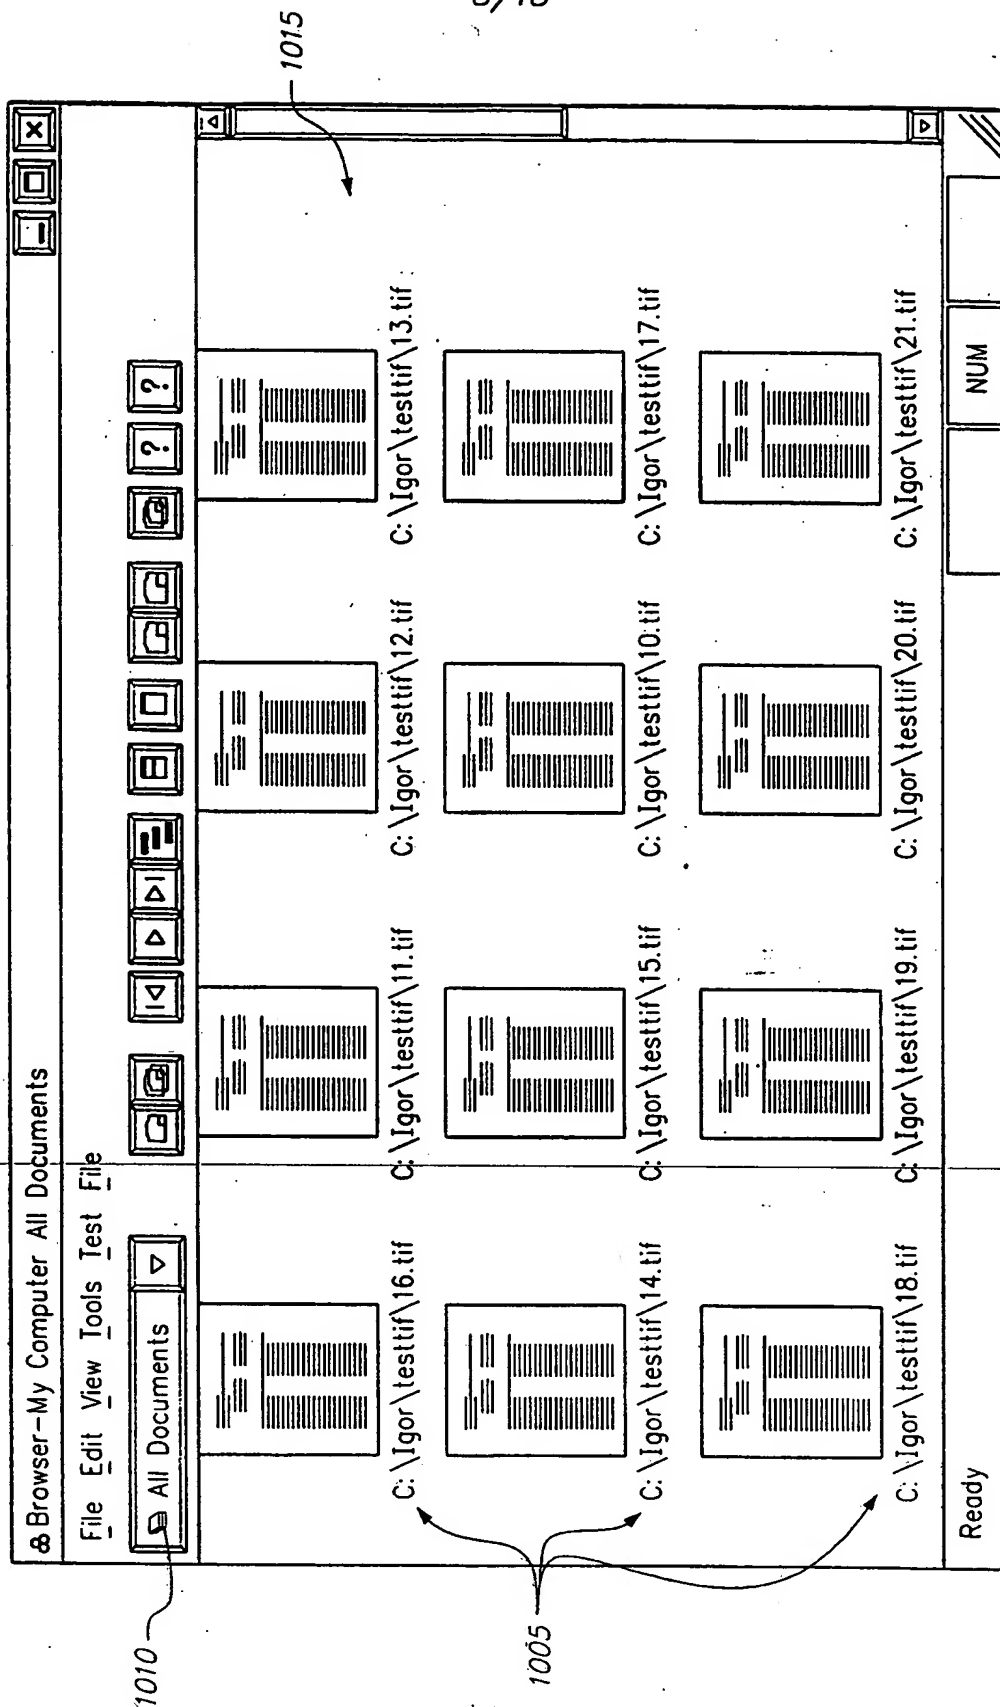 1015
Browser-My Computer All Documents
File Edit View Tools Test File
All Documents
? ?
1010
C:\Igor\testtif\16.tif C:\Igor\testtif\11.tif C:\Igor\testtif\12.tif C:\Igor\testtif\13.tif
C:\Igor\testtif\14.tif C:\Igor\testtif\15.tif C:\Igor\testtif\10.tif C:\Igor\testtif\17.tif
1005
C:\Igor\testtif\18.tif C:\Igor\testtif\19.tif C:\Igor\testtif\20.tif C:\Igor\testtif\21.tif
Ready NUM